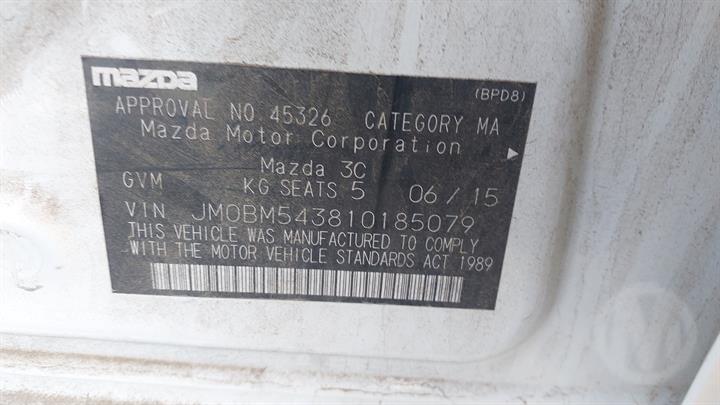 mazda
(BPD8)
APPROVAL NO 45326 CATEGORY MA
Mazda Motor Corporation
Mazda 3C
GVM KG SEATS 5 06/15
VIN JM0BM543810185079
THIS VEHICLE WAS MANUFACTURED TO COMPLY
WITH THE MOTOR VEHICLE STANDARDS ACT 1989